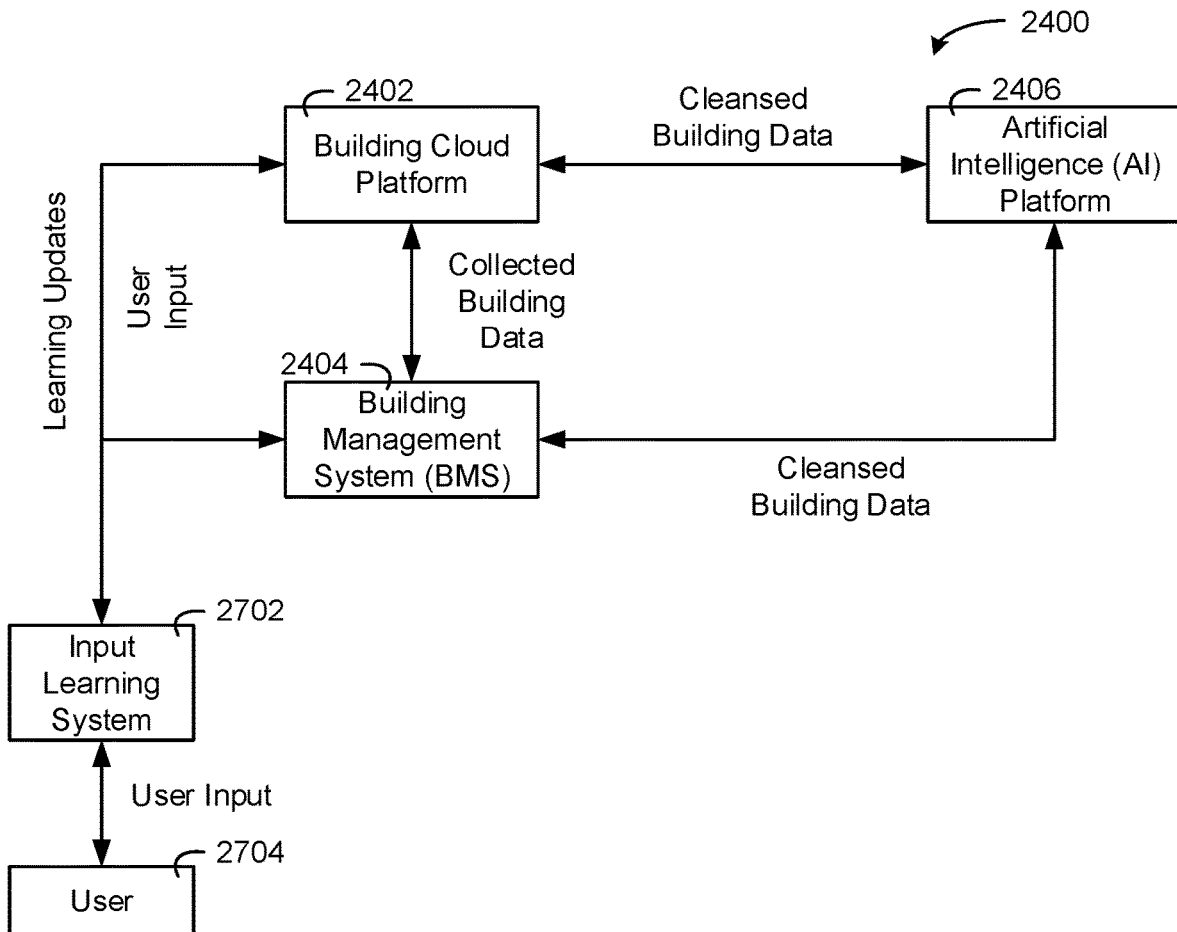 2400
2402
Building Cloud
Platform
Cleansed
Building Data
2406
Artificial
Intelligence (AI)
Platform
Learning Updates
User
Input
Collected
Building
Data
2404
Building
Management
System (BMS)
Cleansed
Building Data
2702
Input
Learning
System
User Input
2704
User